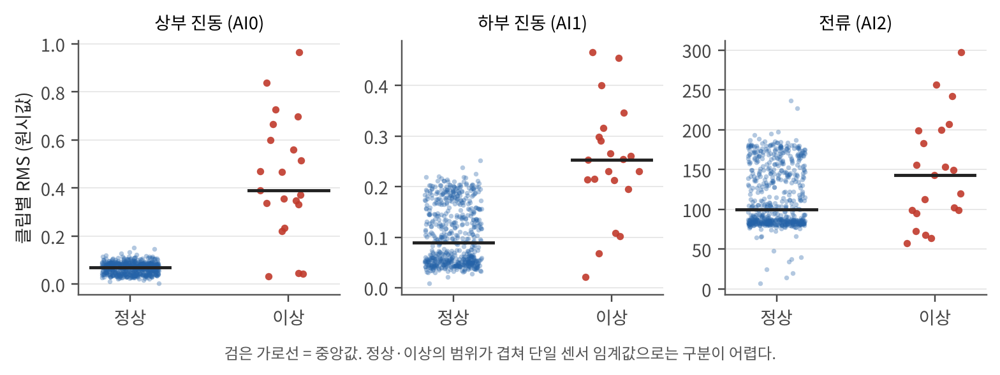 상부 진동 (AI0)
하부 진동 (AI1)
전류 (AI2)
클립별 RMS (원시값)
1.0
0.8
0.6
0.4
0.2
0.0
정상
이상
0.4
0.3
0.2
0.1
0.0
정상
이상
300
250
200
150
100
50
0
정상
이상
검은 가로선 = 중앙값. 정상·이상의 범위가 겹쳐 단일 센서 임계값으로는 구분이 어렵다.